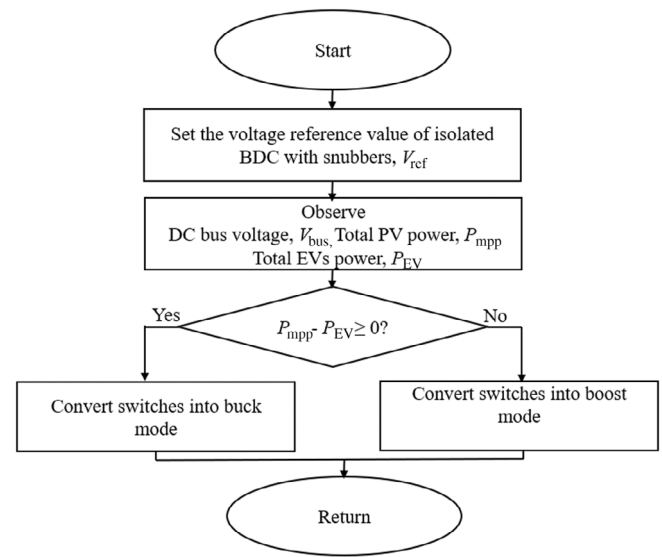 Start
Set the voltage reference value of isolated
BDC with snubbers, Vref
Observe
DC bus voltage, Vbus, Total PV power, Pmpp
Total EVs power, PEV
Yes
No
Pmpp- PEV≥ 0?
Convert switches into buck
mode
Convert switches into boost
mode
Return